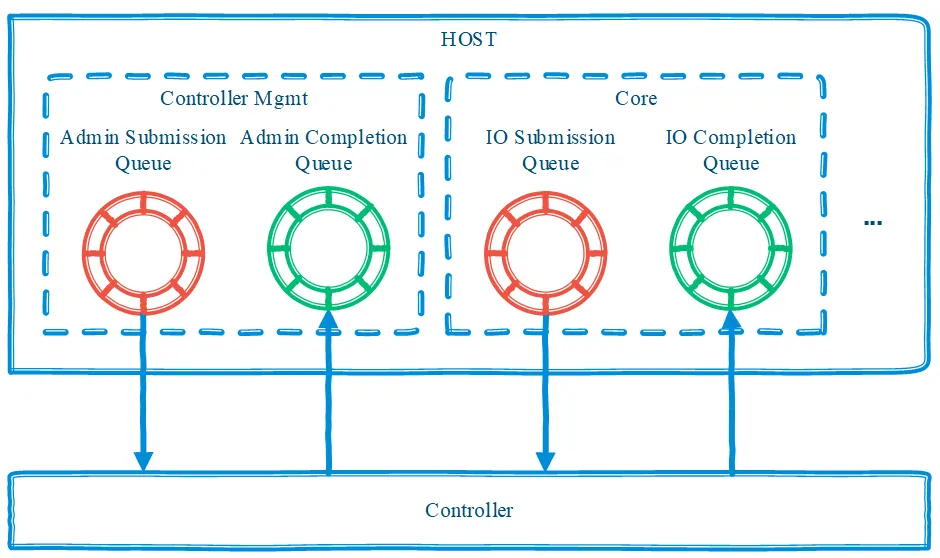 HOST
Controller Mgmt
Admin Submission
Queue
Admin Completion
Queue
Core
IO Submission
Queue
IO Completion
Queue
...
Controller